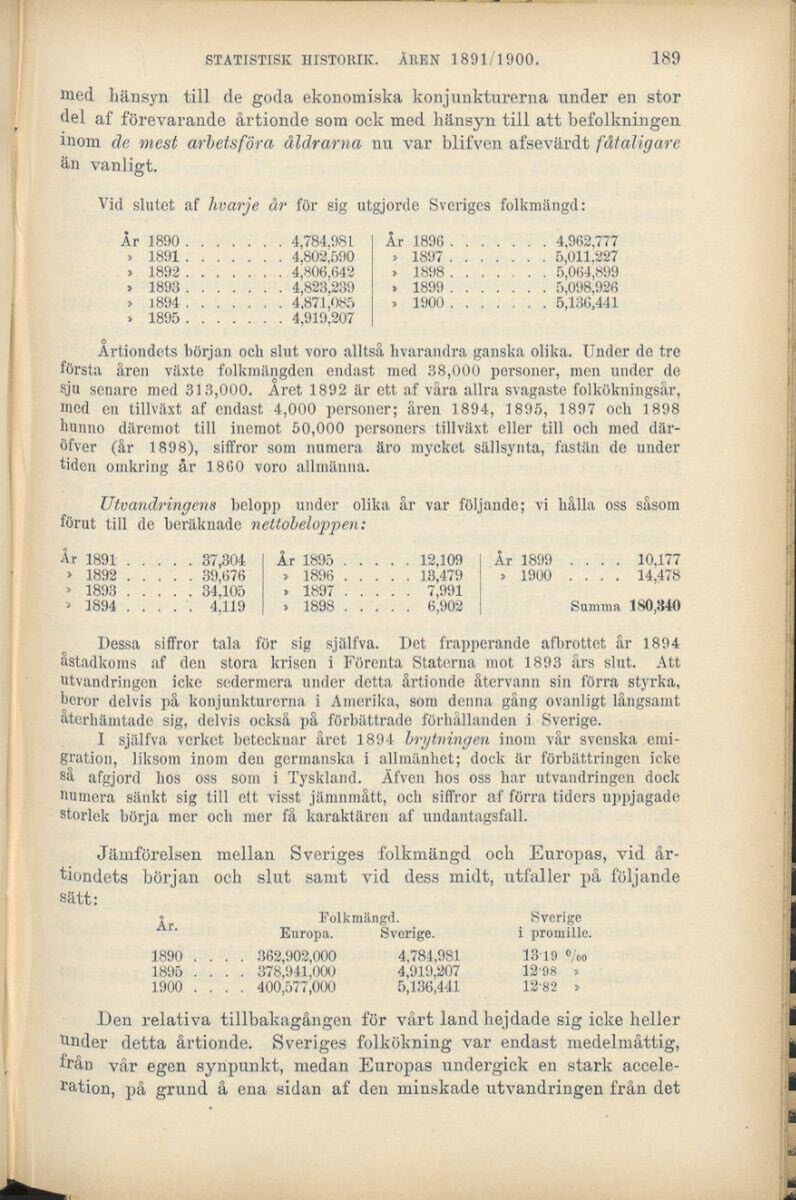 STATISTISK HISTORIK. ÅREN 1891/1900. 189
med hänsyn till de goda ekonomiska konjunkturerna under en stor
del af förevarande årtionde som ock med hänsyn till att befolkningen
inom de mest arbetsföra åldrarna nu var blifven afsevärdt fåtaligare
än vanligt.
Vid slutet af hvarje år för sig utgjorde Sveriges folkmängd:
År 1890 . . . . . . . 4,784,981 År 1896 . . . . . . . 4,962,777
» 1891 . . . . . . . 4,802,590 » 1897 . . . . . . . 5,011,227
» 1892 . . . . . . . 4,806,642 » 1898 . . . . . . . 5,064,899
» 1893 . . . . . . . 4,823,239 » 1899 . . . . . . . 5,098,926
» 1894 . . . . . . . 4,871,085 » 1900 . . . . . . . 5,136,441
» 1895 . . . . . . . 4,919,207
Årtiondets början och slut voro alltså hvarandra ganska olika. Under de tre
första åren växte folkmängden endast med 38,000 personer, men under de
sju senare med 313,000. Året 1892 är ett af våra allra svagaste folkökningsår,
med en tillväxt af endast 4,000 personer; åren 1894, 1895, 1897 och 1898
hunno däremot till inemot 50,000 personers tillväxt eller till och med där-
öfver (år 1898), siffror som numera äro mycket sällsynta, fastän de under
tiden omkring år 1860 voro allmänna.
Utvandringens belopp under olika år var följande; vi hålla oss såsom
förut till de beräknade nettobeloppen:
År 1891 . . . . . 37,304 År 1895 . . . . . 12,109 År 1899 . . . . 10,177
» 1892 . . . . . 39,676 » 1896 . . . . . 13,479 » 1900 . . . . 14,478
» 1893 . . . . . 34,105 » 1897 . . . . . 7,991
» 1894 . . . . . 4,119 » 1898 . . . . . 6,902 Summa 180,340
Dessa siffror tala för sig själfva. Det frapperande afbrottet år 1894
åstadkoms af den stora krisen i Förenta Staterna mot 1893 års slut. Att
utvandringen icke sedermera under detta årtionde återvann sin förra styrka,
beror delvis på konjunkturerna i Amerika, som denna gång ovanligt långsamt
återhämtade sig, delvis också på förbättrade förhållanden i Sverige.
I själfva verket betecknar året 1894 brytningen inom vår svenska emi-
gration, liksom inom den germanska i allmänhet; dock är förbättringen icke
så afgjord hos oss som i Tyskland. Äfven hos oss har utvandringen dock
numera sänkt sig till ett visst jämnmått, och siffror af förra tiders uppjagade
storlek börja mer och mer få karaktären af undantagsfall.
Jämförelsen mellan Sveriges folkmängd och Europas, vid år-
tiondets början och slut samt vid dess midt, utfaller på följande
sätt:
År. Folkmängd. Sverige
Europa. Sverige. i promille.
1890 . . . . 362,902,000 4,784,981 13·19 ‰
1895 . . . . 378,941,000 4,919,207 12·98 »
1900 . . . . 400,577,000 5,136,441 12·82 »
Den relativa tillbakagången för vårt land hejdade sig icke heller
under detta årtionde. Sveriges folkökning var endast medelmåttig,
från vår egen synpunkt, medan Europas undergick en stark accele-
ration, på grund å ena sidan af den minskade utvandringen från det